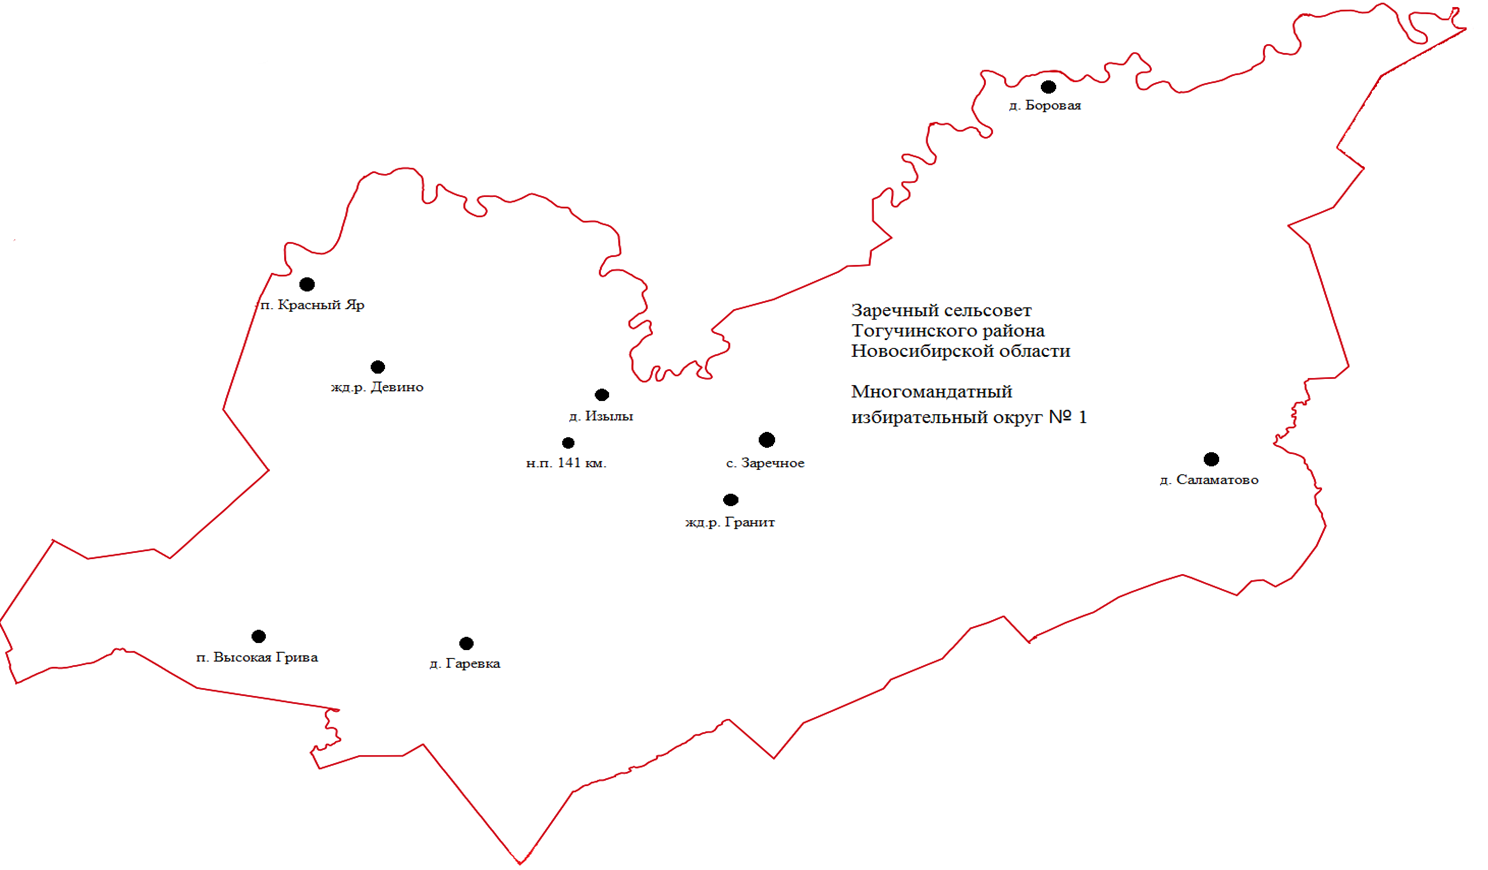 д. Боровая
п. Красный Яр
Заречный сельсовет
Тогучинского района
Новосибирской области
жд.р. Девино
Многомандатный
избирательный округ № 1
д. Изылы
н.п. 141 км.
с. Заречное
д. Саламатово
жд.р. Гранит
п. Высокая Грива
д. Гаревка